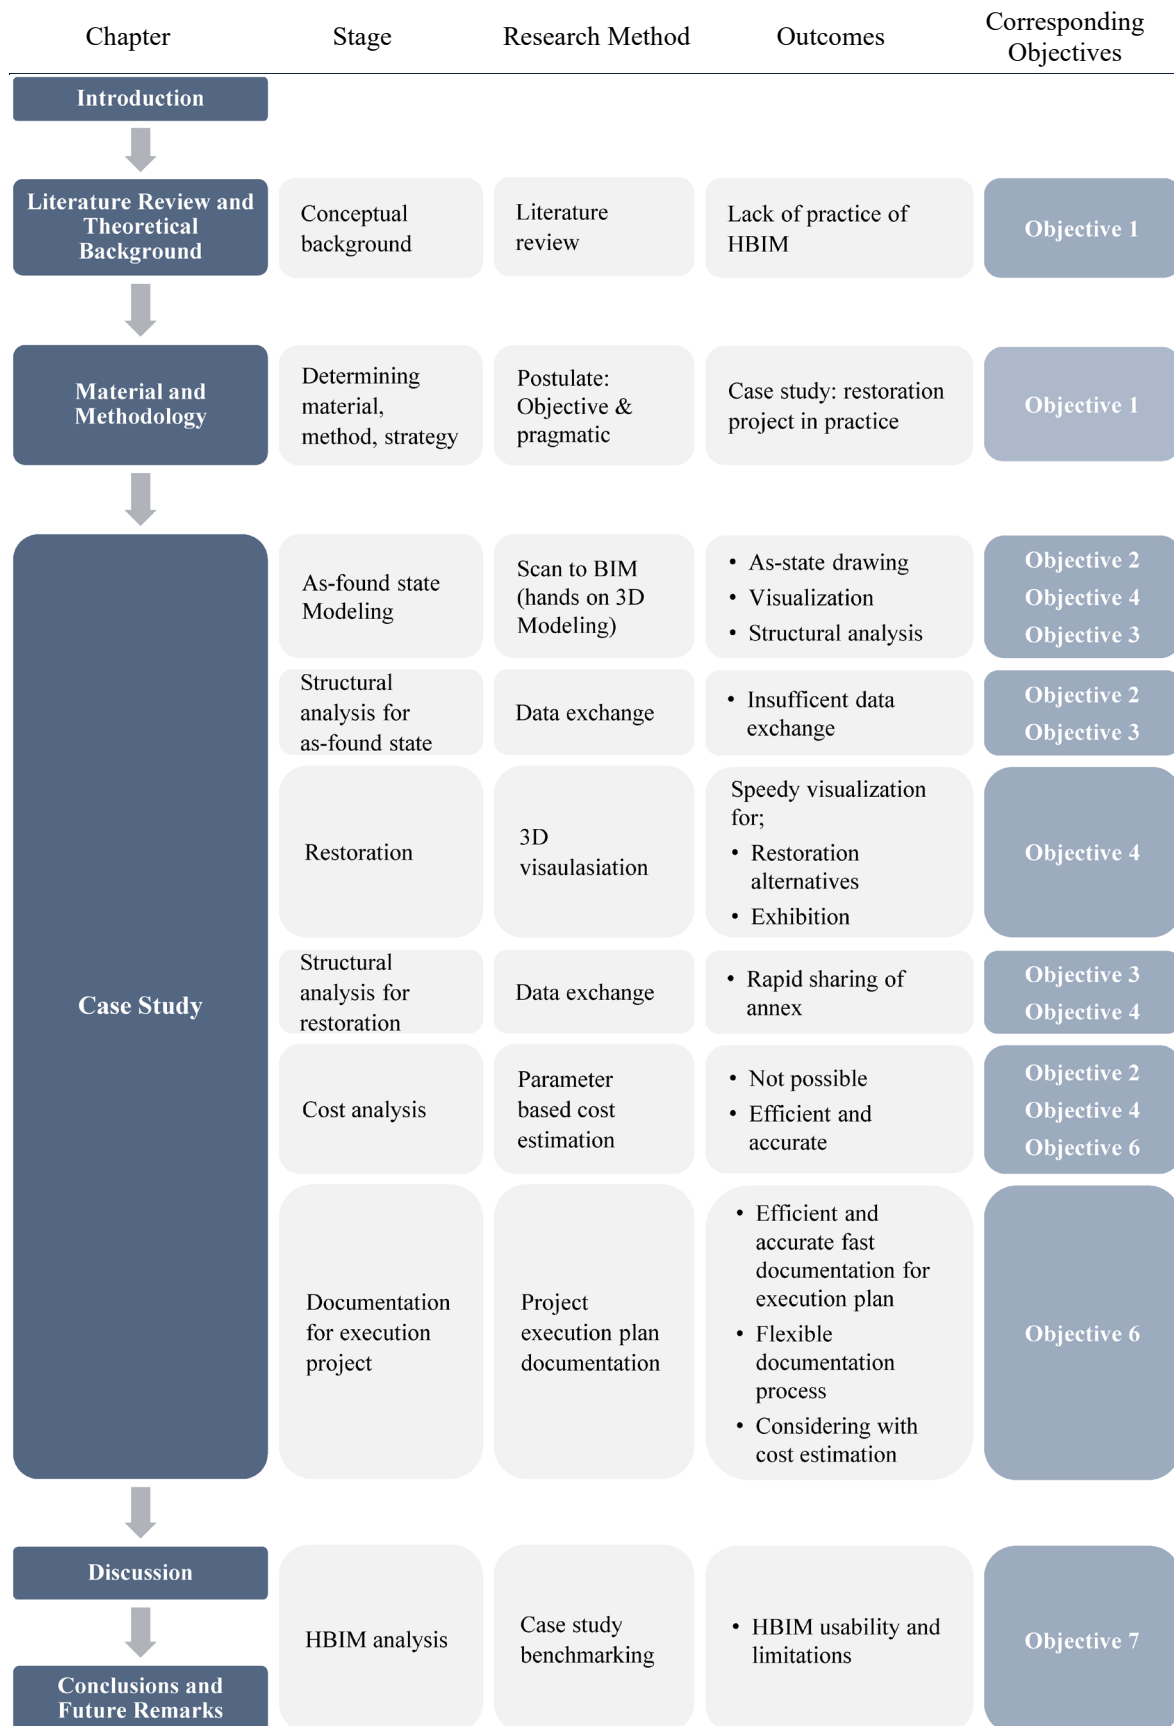 Chapter
Stage
Research Method
Outcomes
Corresponding
Objectives
Introduction
Literature Review and
Theoretical
Background
Conceptual
background
Literature
review
Lack of practice of
HBIM
Objective 1
Material and
Methodology
Determining
material,
method, strategy
Postulate:
Objective &
pragmatic
Case study: restoration
project in practice
Objective 1
Case Study
As-found state
Modeling
Scan to BIM
(hands on 3D
Modeling)
• As-state drawing
• Visualization
• Structural analysis
Objective 2
Objective 4
Objective 3
Structural
analysis for
as-found state
Data exchange
• Insufficent data
exchange
Objective 2
Objective 3
Restoration
3D
visaulasiation
Speedy visualization
for;
• Restoration
alternatives
• Exhibition
Objective 4
Structural
analysis for
restoration
Data exchange
• Rapid sharing of
annex
Objective 3
Objective 4
Cost analysis
Parameter
based cost
estimation
• Not possible
• Efficient and
accurate
Objective 2
Objective 4
Objective 6
Documentation
for execution
project
Project
execution plan
documentation
• Efficient and
accurate fast
documentation for
execution plan
• Flexible
documentation
process
• Considering with
cost estimation
Objective 6
Discussion
Conclusions and
Future Remarks
HBIM analysis
Case study
benchmarking
• HBIM usability and
limitations
Objective 7